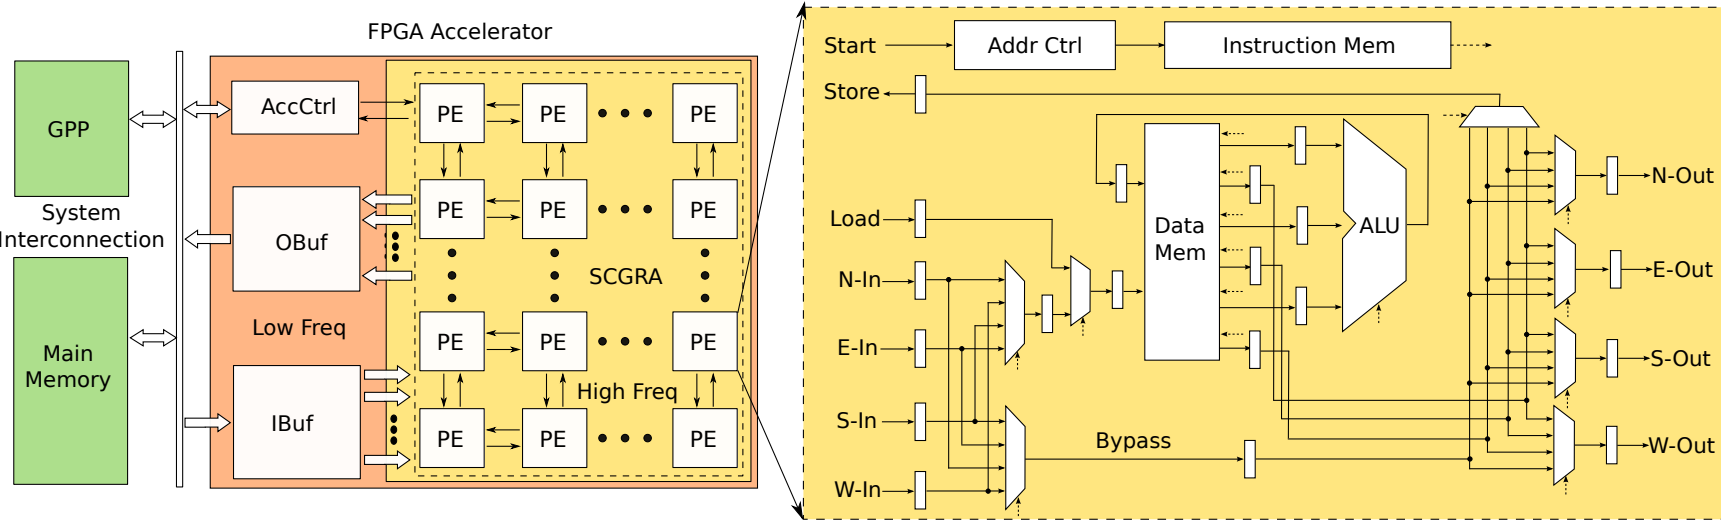 FPGA Accelerator
GPP
System
Interconnection
Main
Memory
AccCtrl
OBuf
Low Freq
IBuf
PE PE PE
PE PE PE
SCGRA
PE PE PE
High Freq
PE PE PE
Start
Addr Ctrl
Instruction Mem
Store
Load
N-In
E-In
S-In
W-In
Data
Mem
ALU
Bypass
N-Out
E-Out
S-Out
W-Out